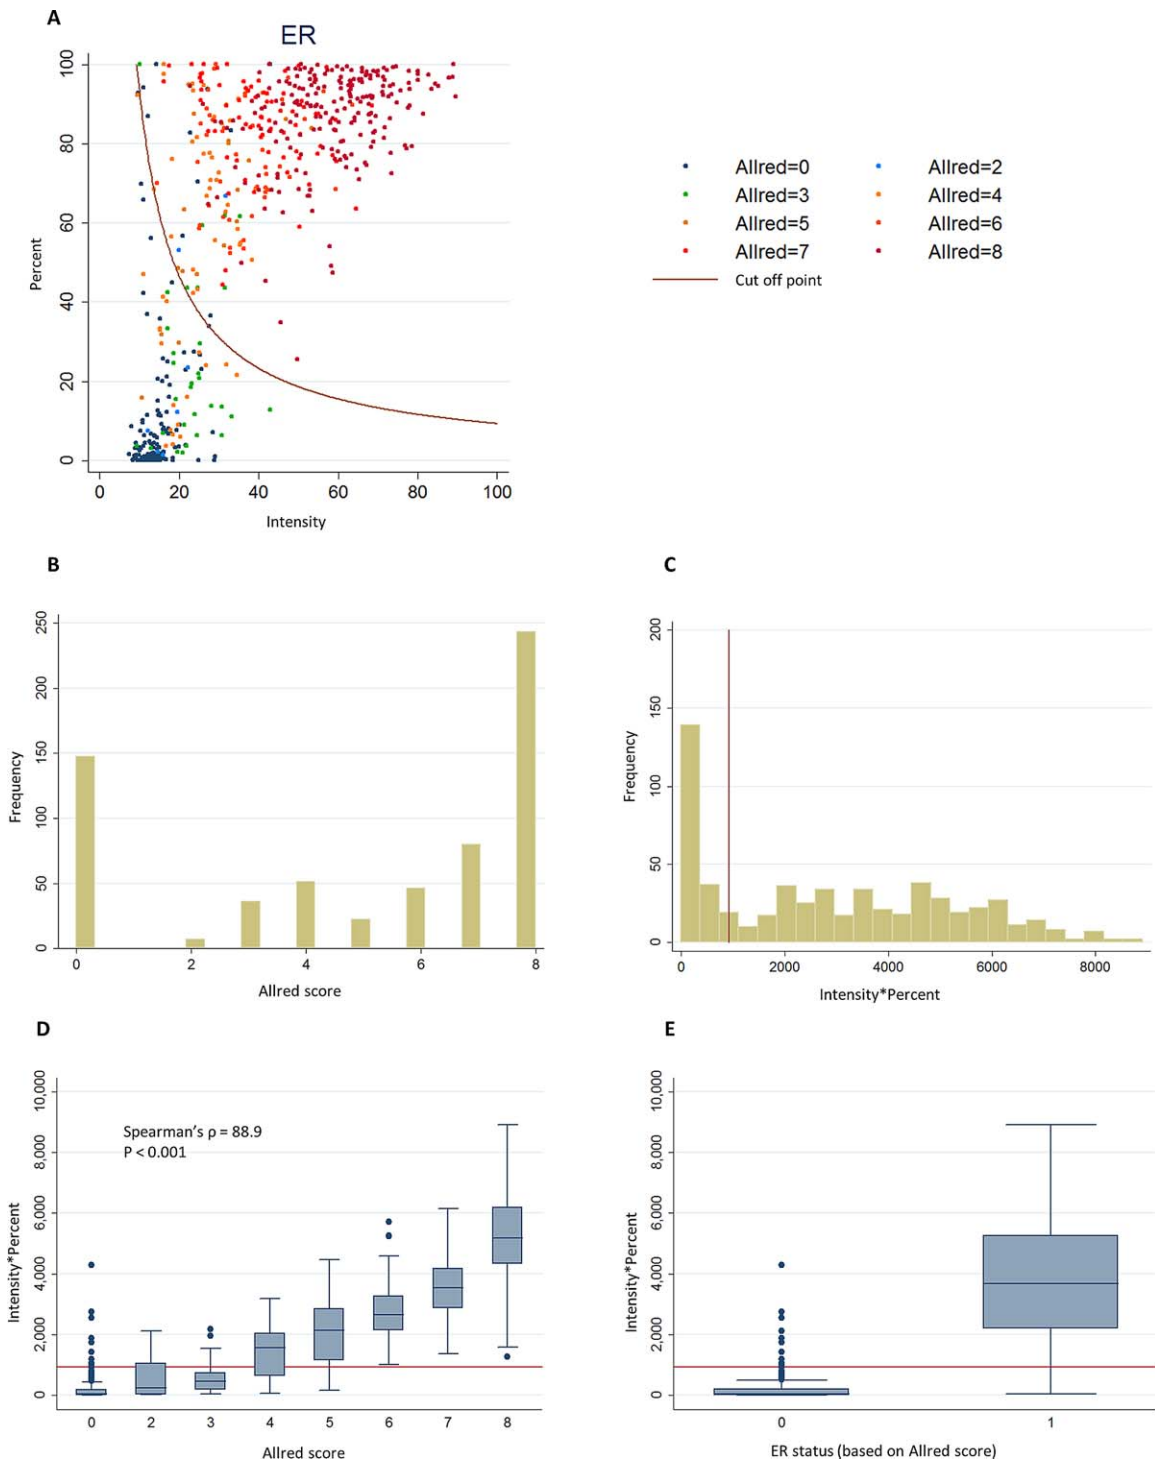 A
ER
100
80
60
40
20
0
Percent
0 20 40 60 80 100
Intensity
Allred=0 Allred=2
Allred=3 Allred=4
Allred=5 Allred=6
Allred=7 Allred=8
Cut off point
B
250
200
150
100
50
0
Frequency
0 2 4 6 8
Allred score
C
200
150
100
50
0
Frequency
0 2000 4000 6000 8000
Intensity*Percent
D
10,000
8,000
6,000
4,000
2,000
0
Intensity*Percent
Spearman's ρ = 88.9
P < 0.001
0 2 3 4 5 6 7 8
Allred score
E
10,000
8,000
6,000
4,000
2,000
0
Intensity*Percent
0 1
ER status (based on Allred score)